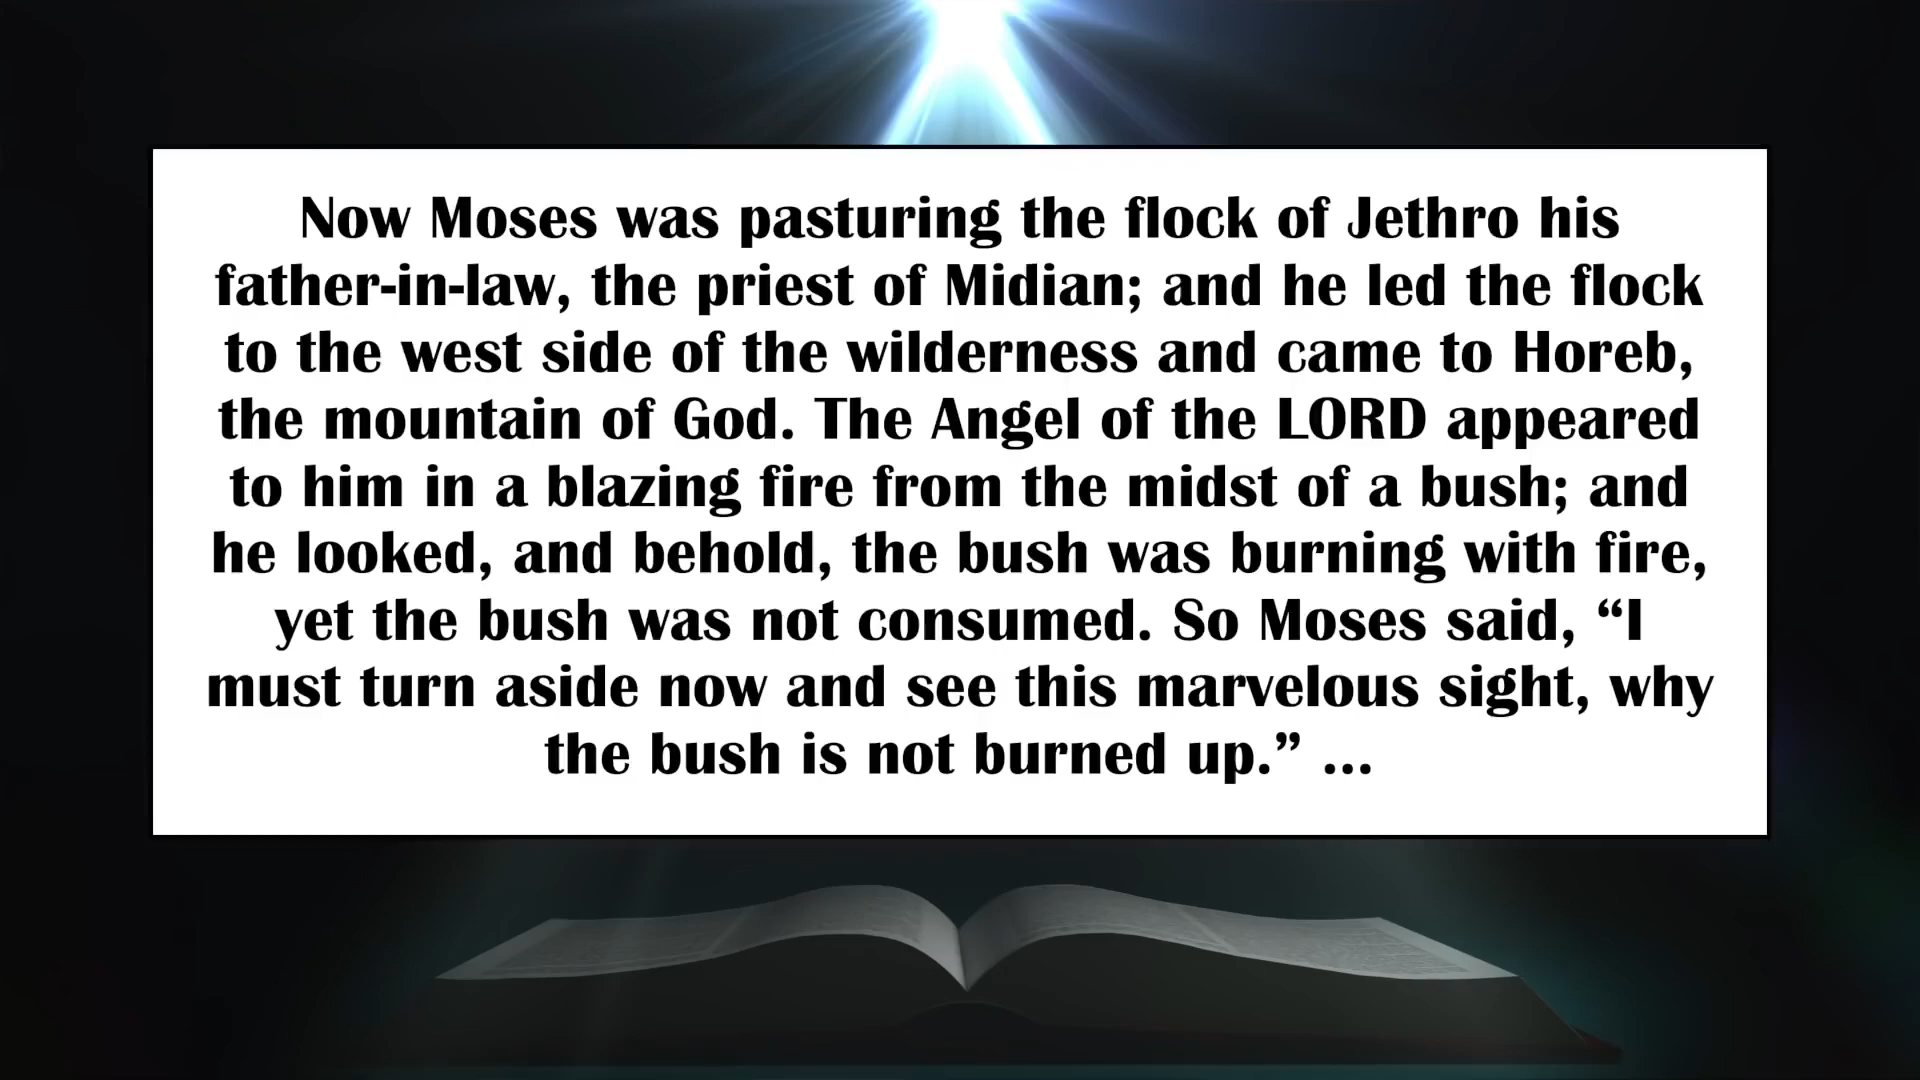 Now Moses was pasturing the flock of Jethro his
father-in-law, the priest of Midian; and he led the flock
to the west side of the wilderness and came to Horeb,
the mountain of God. The Angel of the LORD appeared
to him in a blazing fire from the midst of a bush; and
he looked, and behold, the bush was burning with fire,
yet the bush was not consumed. So Moses said, “I
must turn aside now and see this marvelous sight, why
the bush is not burned up.” ...